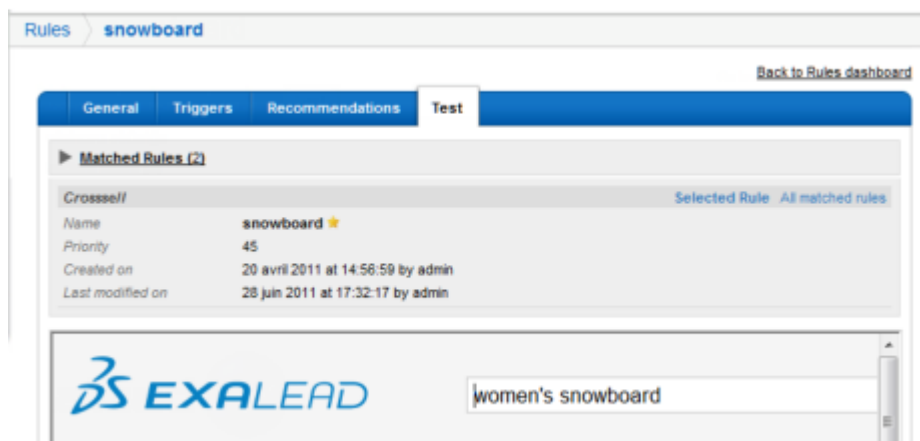 Rules snowboard
Back to Rules dashboard
General Triggers Recommendations Test
Matched Rules (2)
Crosssell Selected Rule All matched rules
Name snowboard
Priority 45
Created on 20 avril 2011 at 14:56:59 by admin
Last modified on 28 juin 2011 at 17:32:17 by admin
EXALEAD women's snowboard